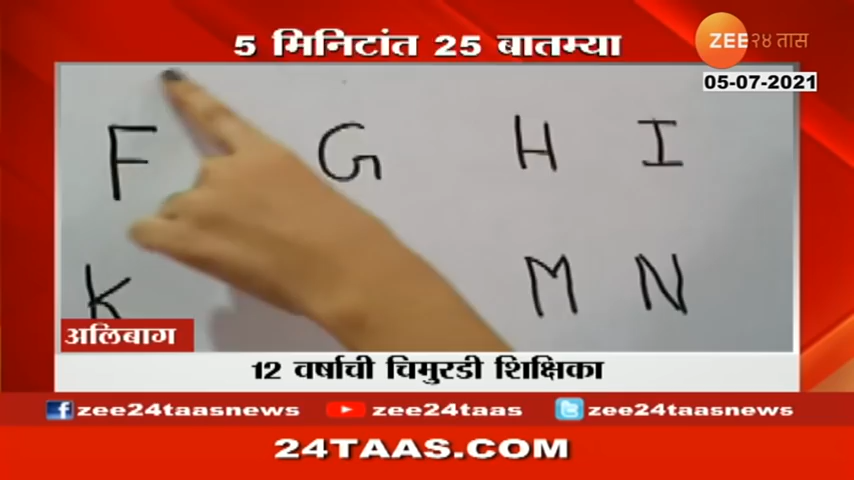 5 मिनिटांत 25 बातम्या
ZEE २४ तास
05-07-2021
F G H I
K M N
अलिबाग
12 वर्षाची चिमुरडी शिक्षिका
zee24taasnews zee24taas zee24taasnews
24TAAS.COM